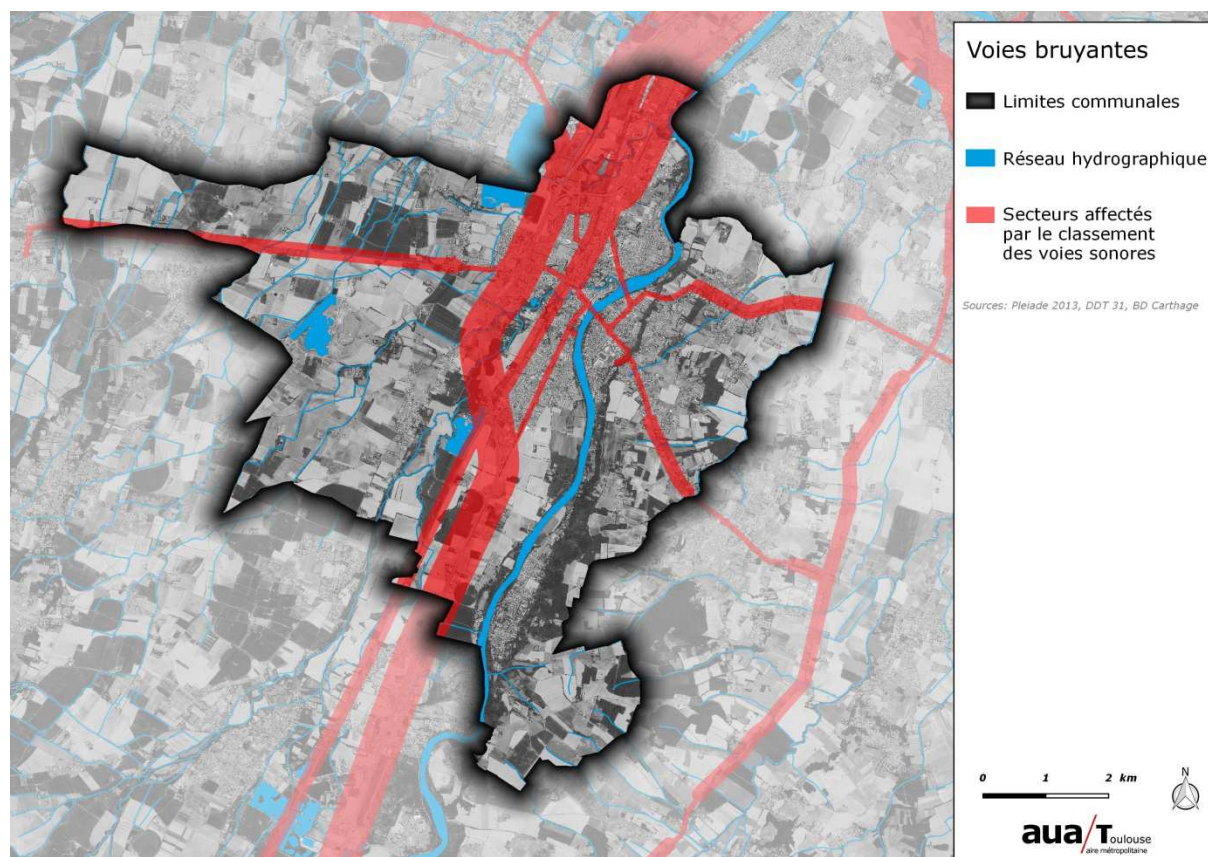 Voies bruyantes
Limites communales
Réseau hydrographique
Secteurs affectés
par le classement
des voies sonores
Sources: Pleiade 2013, DDT 31, BD Carthage
0 1 2 km
N
aua/Toulouse
aire métropolitaine